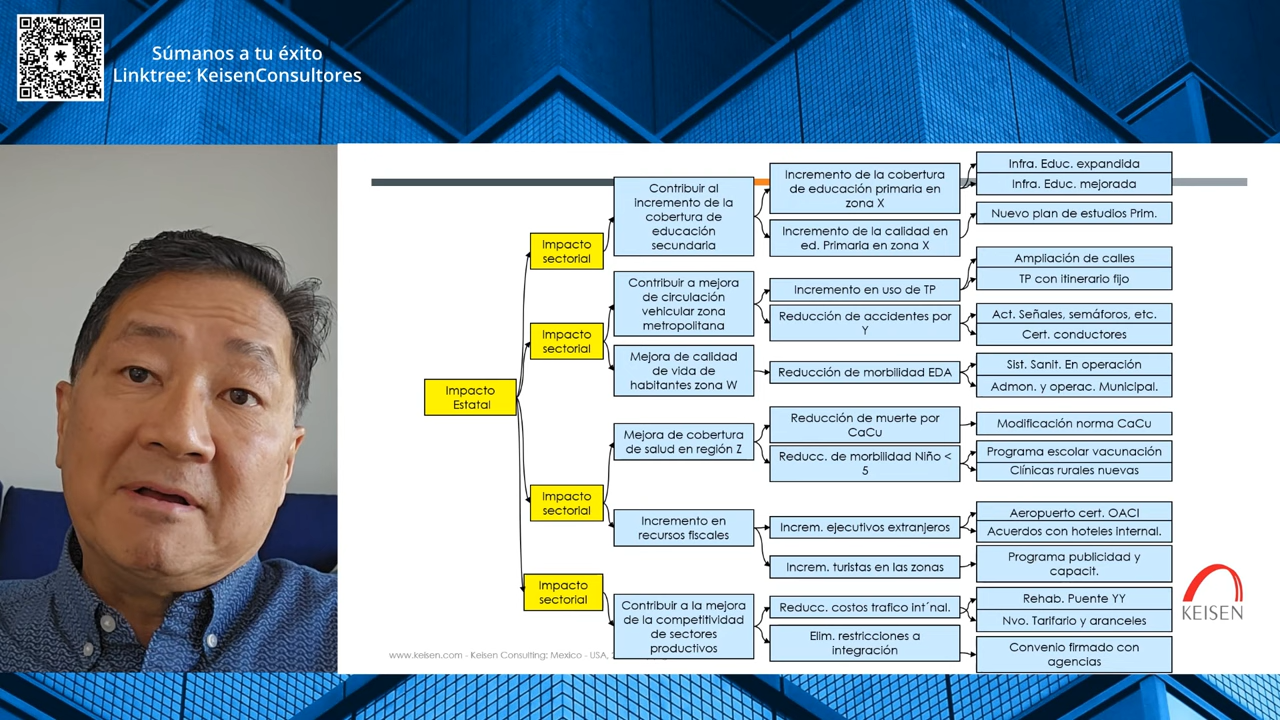 Súmanos a tu éxito
Linktree: KeisenConsultores
Impacto
Estatal
Impacto
sectorial
Impacto
sectorial
Impacto
sectorial
Impacto
sectorial
Contribuir al
incremento de la
cobertura de
educación
secundaria
Contribuir a mejora
de circulación
vehicular zona
metropolitana
Mejora de calidad
de vida de
habitantes zona W
Mejora de cobertura
de salud en región Z
Incremento en
recursos fiscales
Contribuir a la mejora
de la competitividad
de sectores
productivos
Incremento de la cobertura
de educación primaria en
zona X
Incremento de la calidad en
ed. Primaria en zona X
Incremento en uso de TP
Reducción de accidentes por
Y
Reducción de morbilidad EDA
Reducción de muerte por
CaCu
Reducc. de morbilidad Niño <
5
Increm. ejecutivos extranjeros
Increm. turistas en las zonas
Reducc. costos trafico int´nal.
Elim. restricciones a
integración
Infra. Educ. expandida
Infra. Educ. mejorada
Nuevo plan de estudios Prim.
Ampliación de calles
TP con itinerario fijo
Act. Señales, semáforos, etc.
Cert. conductores
Sist. Sanit. En operación
Admon. y operac. Municipal.
Modificación norma CaCu
Programa escolar vacunación
Clínicas rurales nuevas
Aeropuerto cert. OACI
Acuerdos con hoteles internal.
Programa publicidad y
capacit.
Rehab. Puente YY
Nvo. Tarifario y aranceles
Convenio firmado con
agencias
KEISEN
www.keisen.com - Keisen Consulting: Mexico - USA,